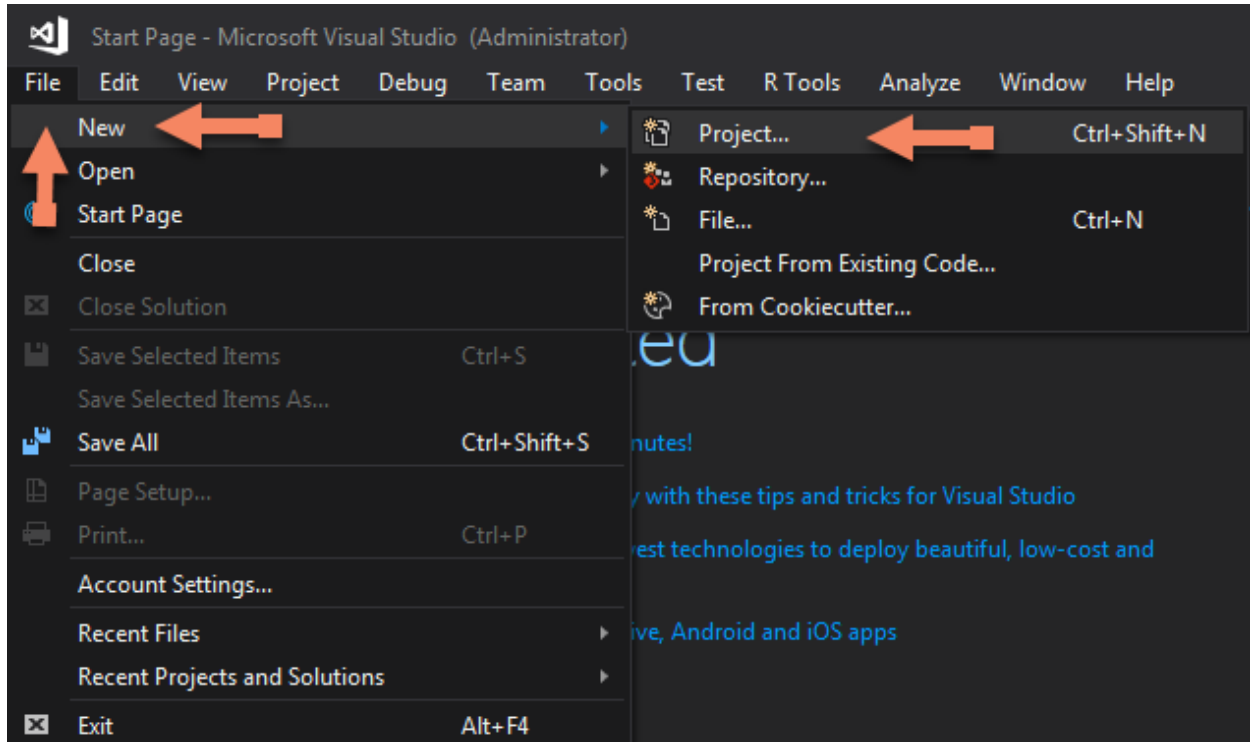 Start Page - Microsoft Visual Studio (Administrator)
File Edit View Project Debug Team Tools Test R Tools Analyze Window Help
New
Open
Start Page
Close
Close Solution
Save Selected Items Ctrl+S
Save Selected Items As...
Save All Ctrl+Shift+S
Page Setup...
Print... Ctrl+P
Account Settings...
Recent Files
Recent Projects and Solutions
Exit Alt+F4
Project... Ctrl+Shift+N
Repository...
File... Ctrl+N
Project From Existing Code...
From Cookiecutter...
nutes!
with these tips and tricks for Visual Studio
technologies to deploy beautiful, low-cost and
Android and iOS apps